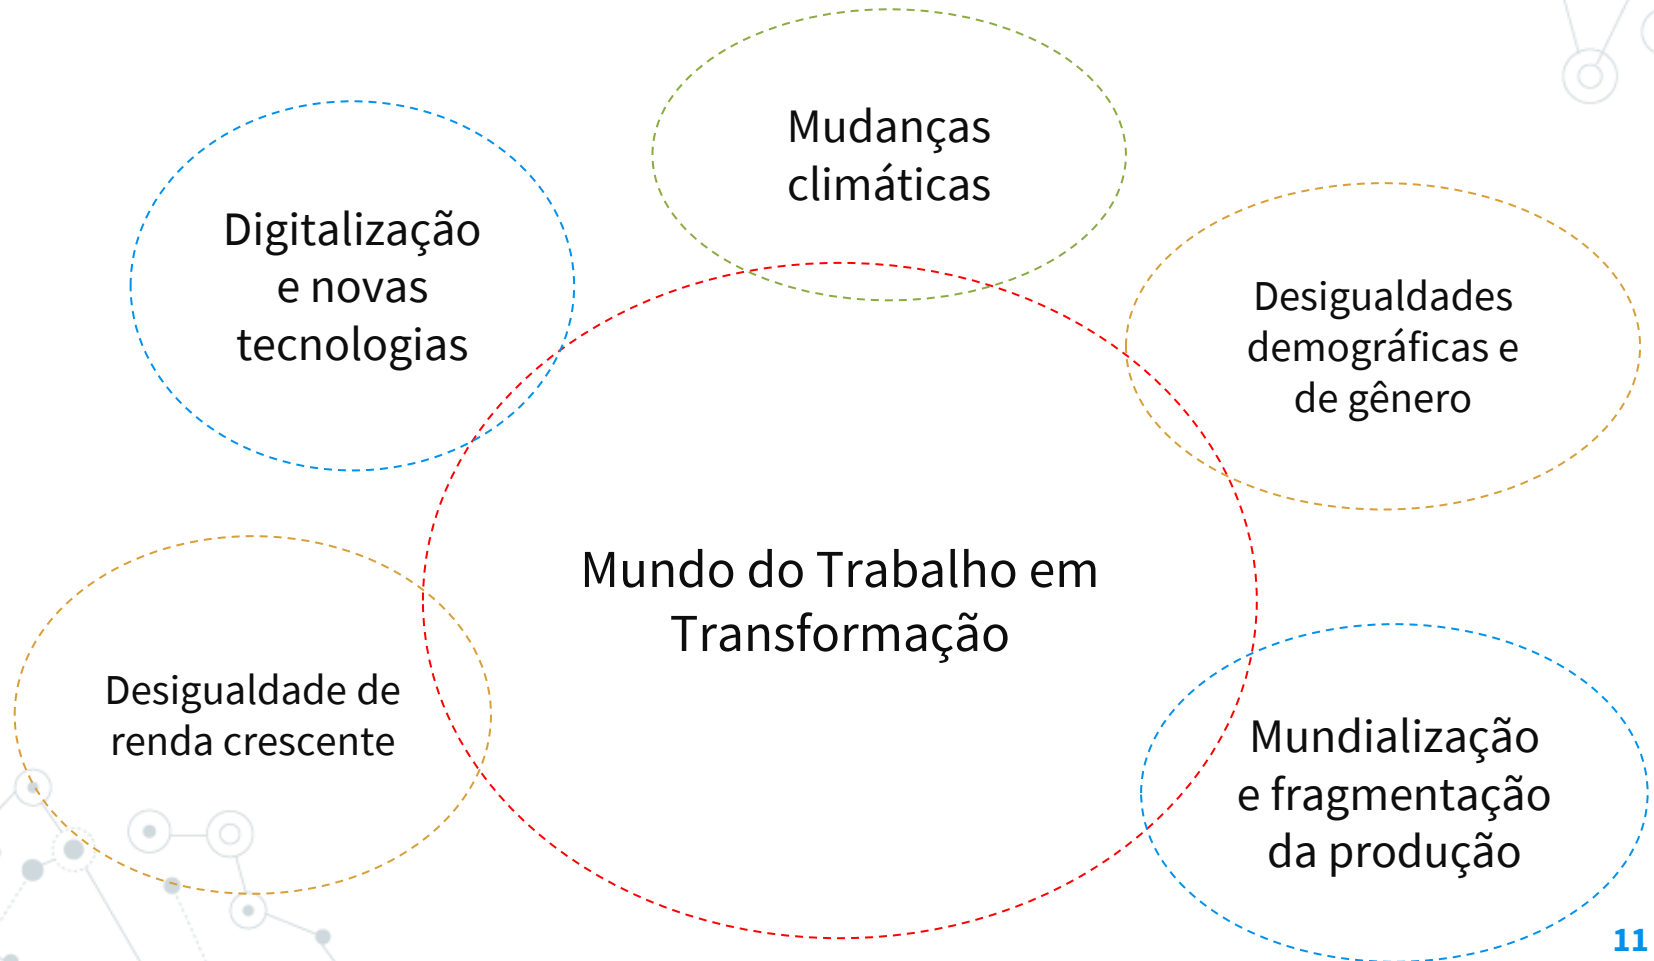 Mudanças
climáticas
Digitalização
e novas
tecnologias
Desigualdades
demográficas e
de gênero
Mundo do Trabalho em
Transformação
Desigualdade de
renda crescente
Mundialização
e fragmentação
da produção
11